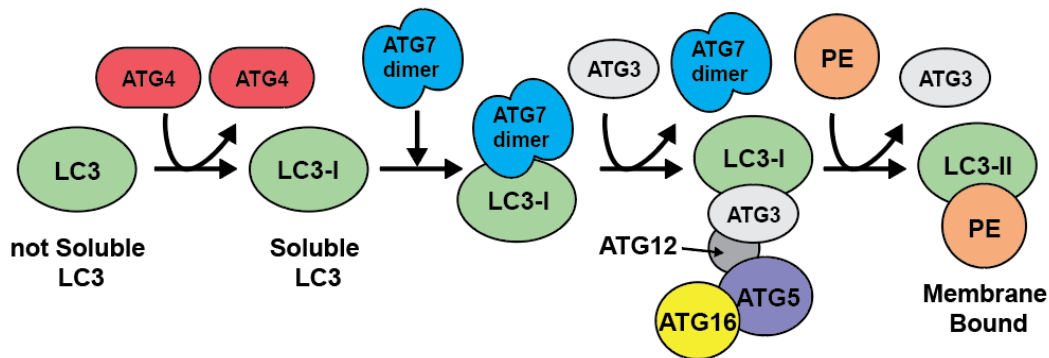 ATG4
ATG4
ATG7
dimer
ATG3
ATG7
dimer
PE
ATG3
LC3
LC3-I
ATG7
dimer
LC3-I
LC3-I
ATG3
LC3-II
PE
not Soluble
LC3
Soluble
LC3
ATG12
ATG5
ATG16
Membrane
Bound